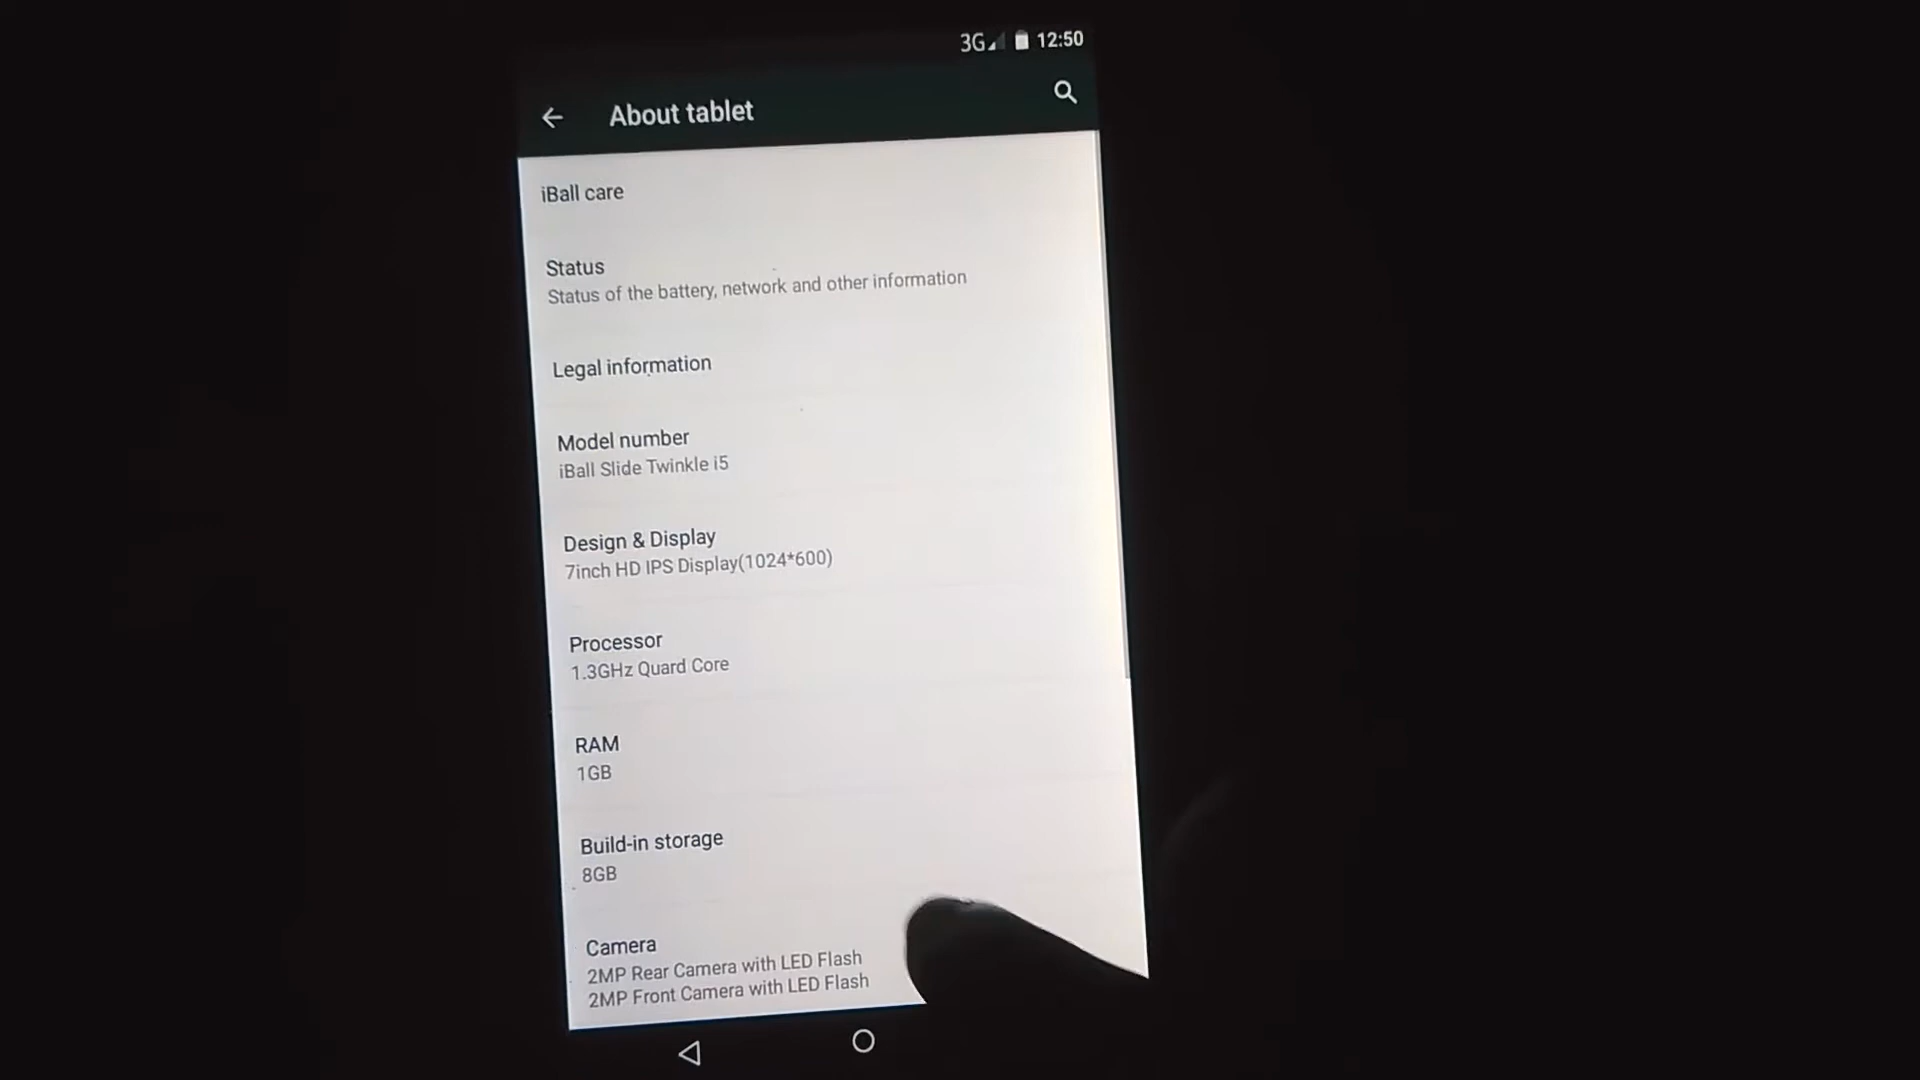 3G 12:50
About tablet
iBall care
Status
Status of the battery, network and other information
Legal information
Model number
iBall Slide Twinkle i5
Design & Display
7inch HD IPS Display(1024*600)
Processor
1.3GHz Quard Core
RAM
1GB
Build-in storage
8GB
Camera
2MP Rear Camera with LED Flash
2MP Front Camera with LED Flash